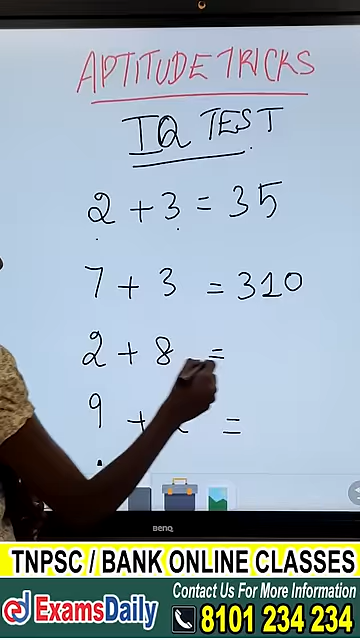 APTITUDE TRICKS
IQ TEST
2 + 3 = 35
7 + 3 = 310
2 + 8 =
9 + =
BenQ
TNPSC / BANK ONLINE CLASSES
Contact Us For More Information
ExamsDaily
8101 234 234